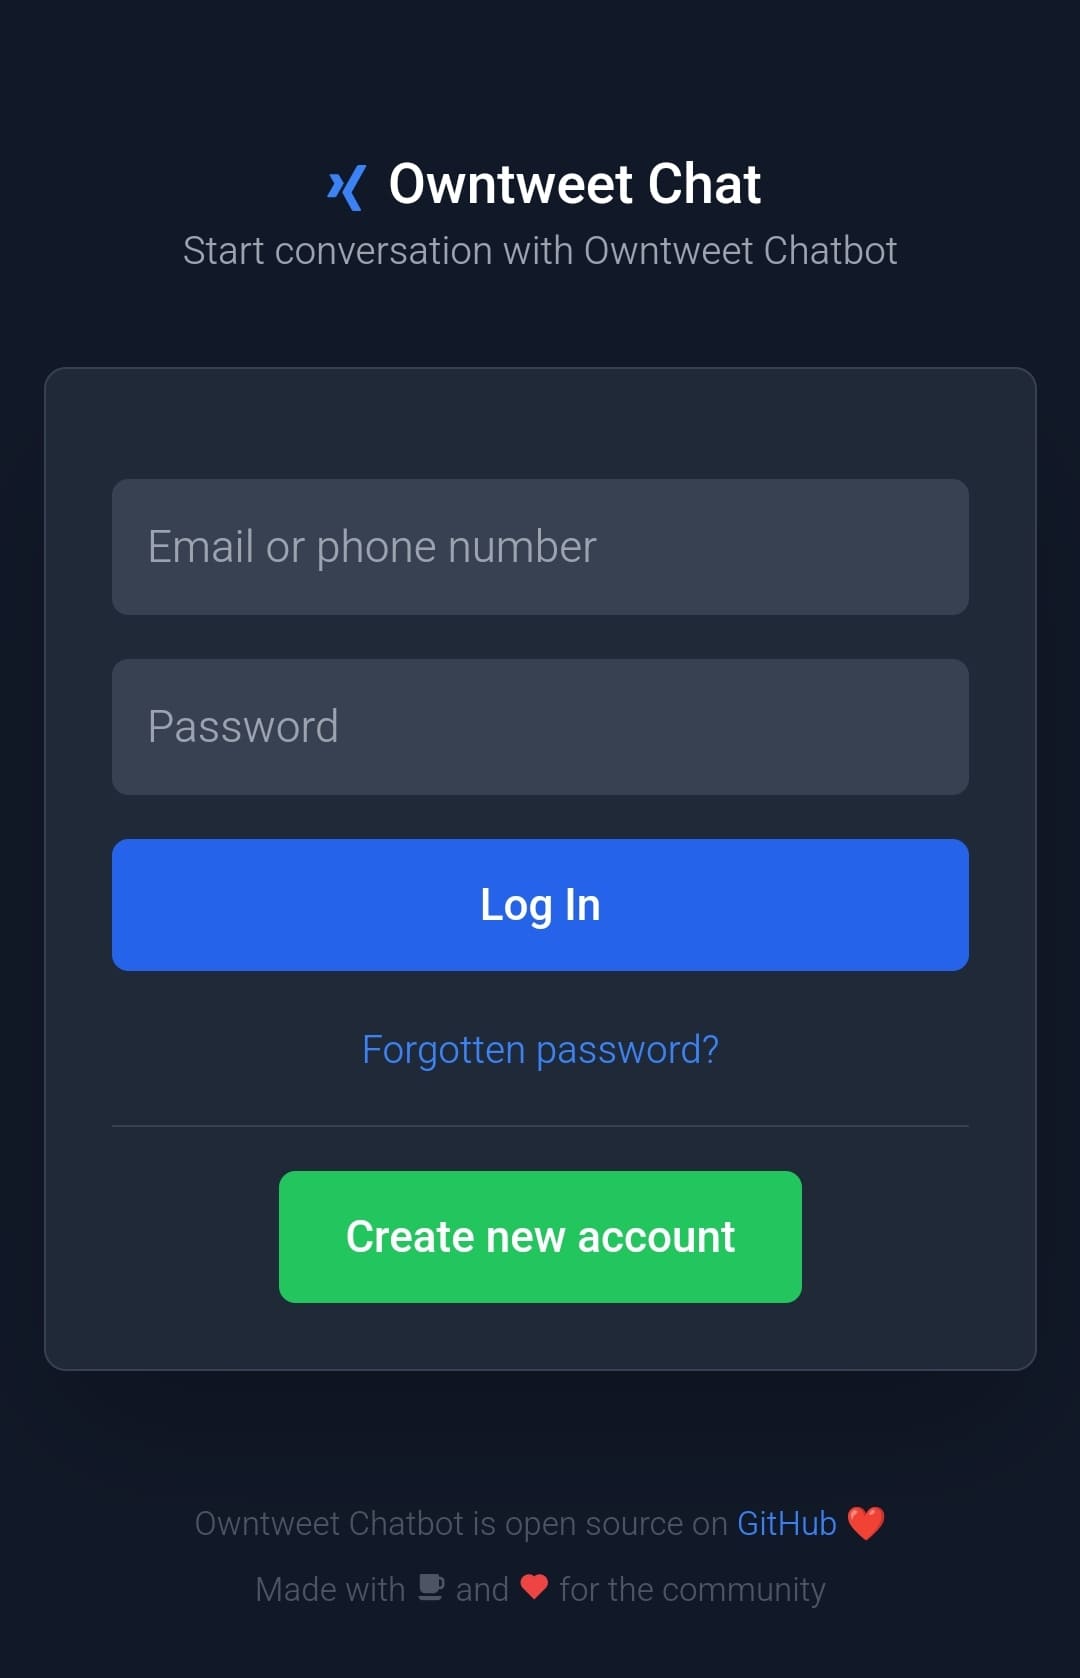 Owntweet Chat
Start conversation with Owntweet Chatbot
Email or phone number
Password
Log In
Forgotten password?
Create new account
Owntweet Chatbot is open source on GitHub ❤️
Made with and for the community